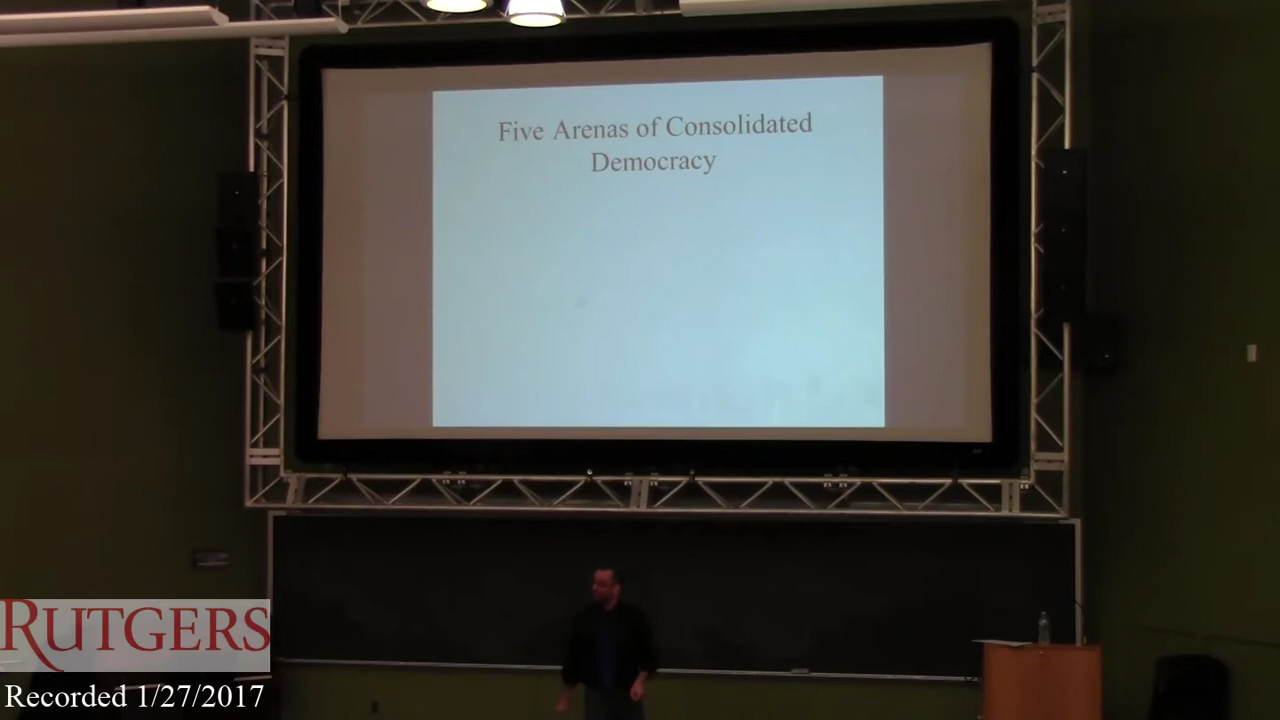 Five Arenas of Consolidated
Democracy
RUTGERS
Recorded 1/27/2017